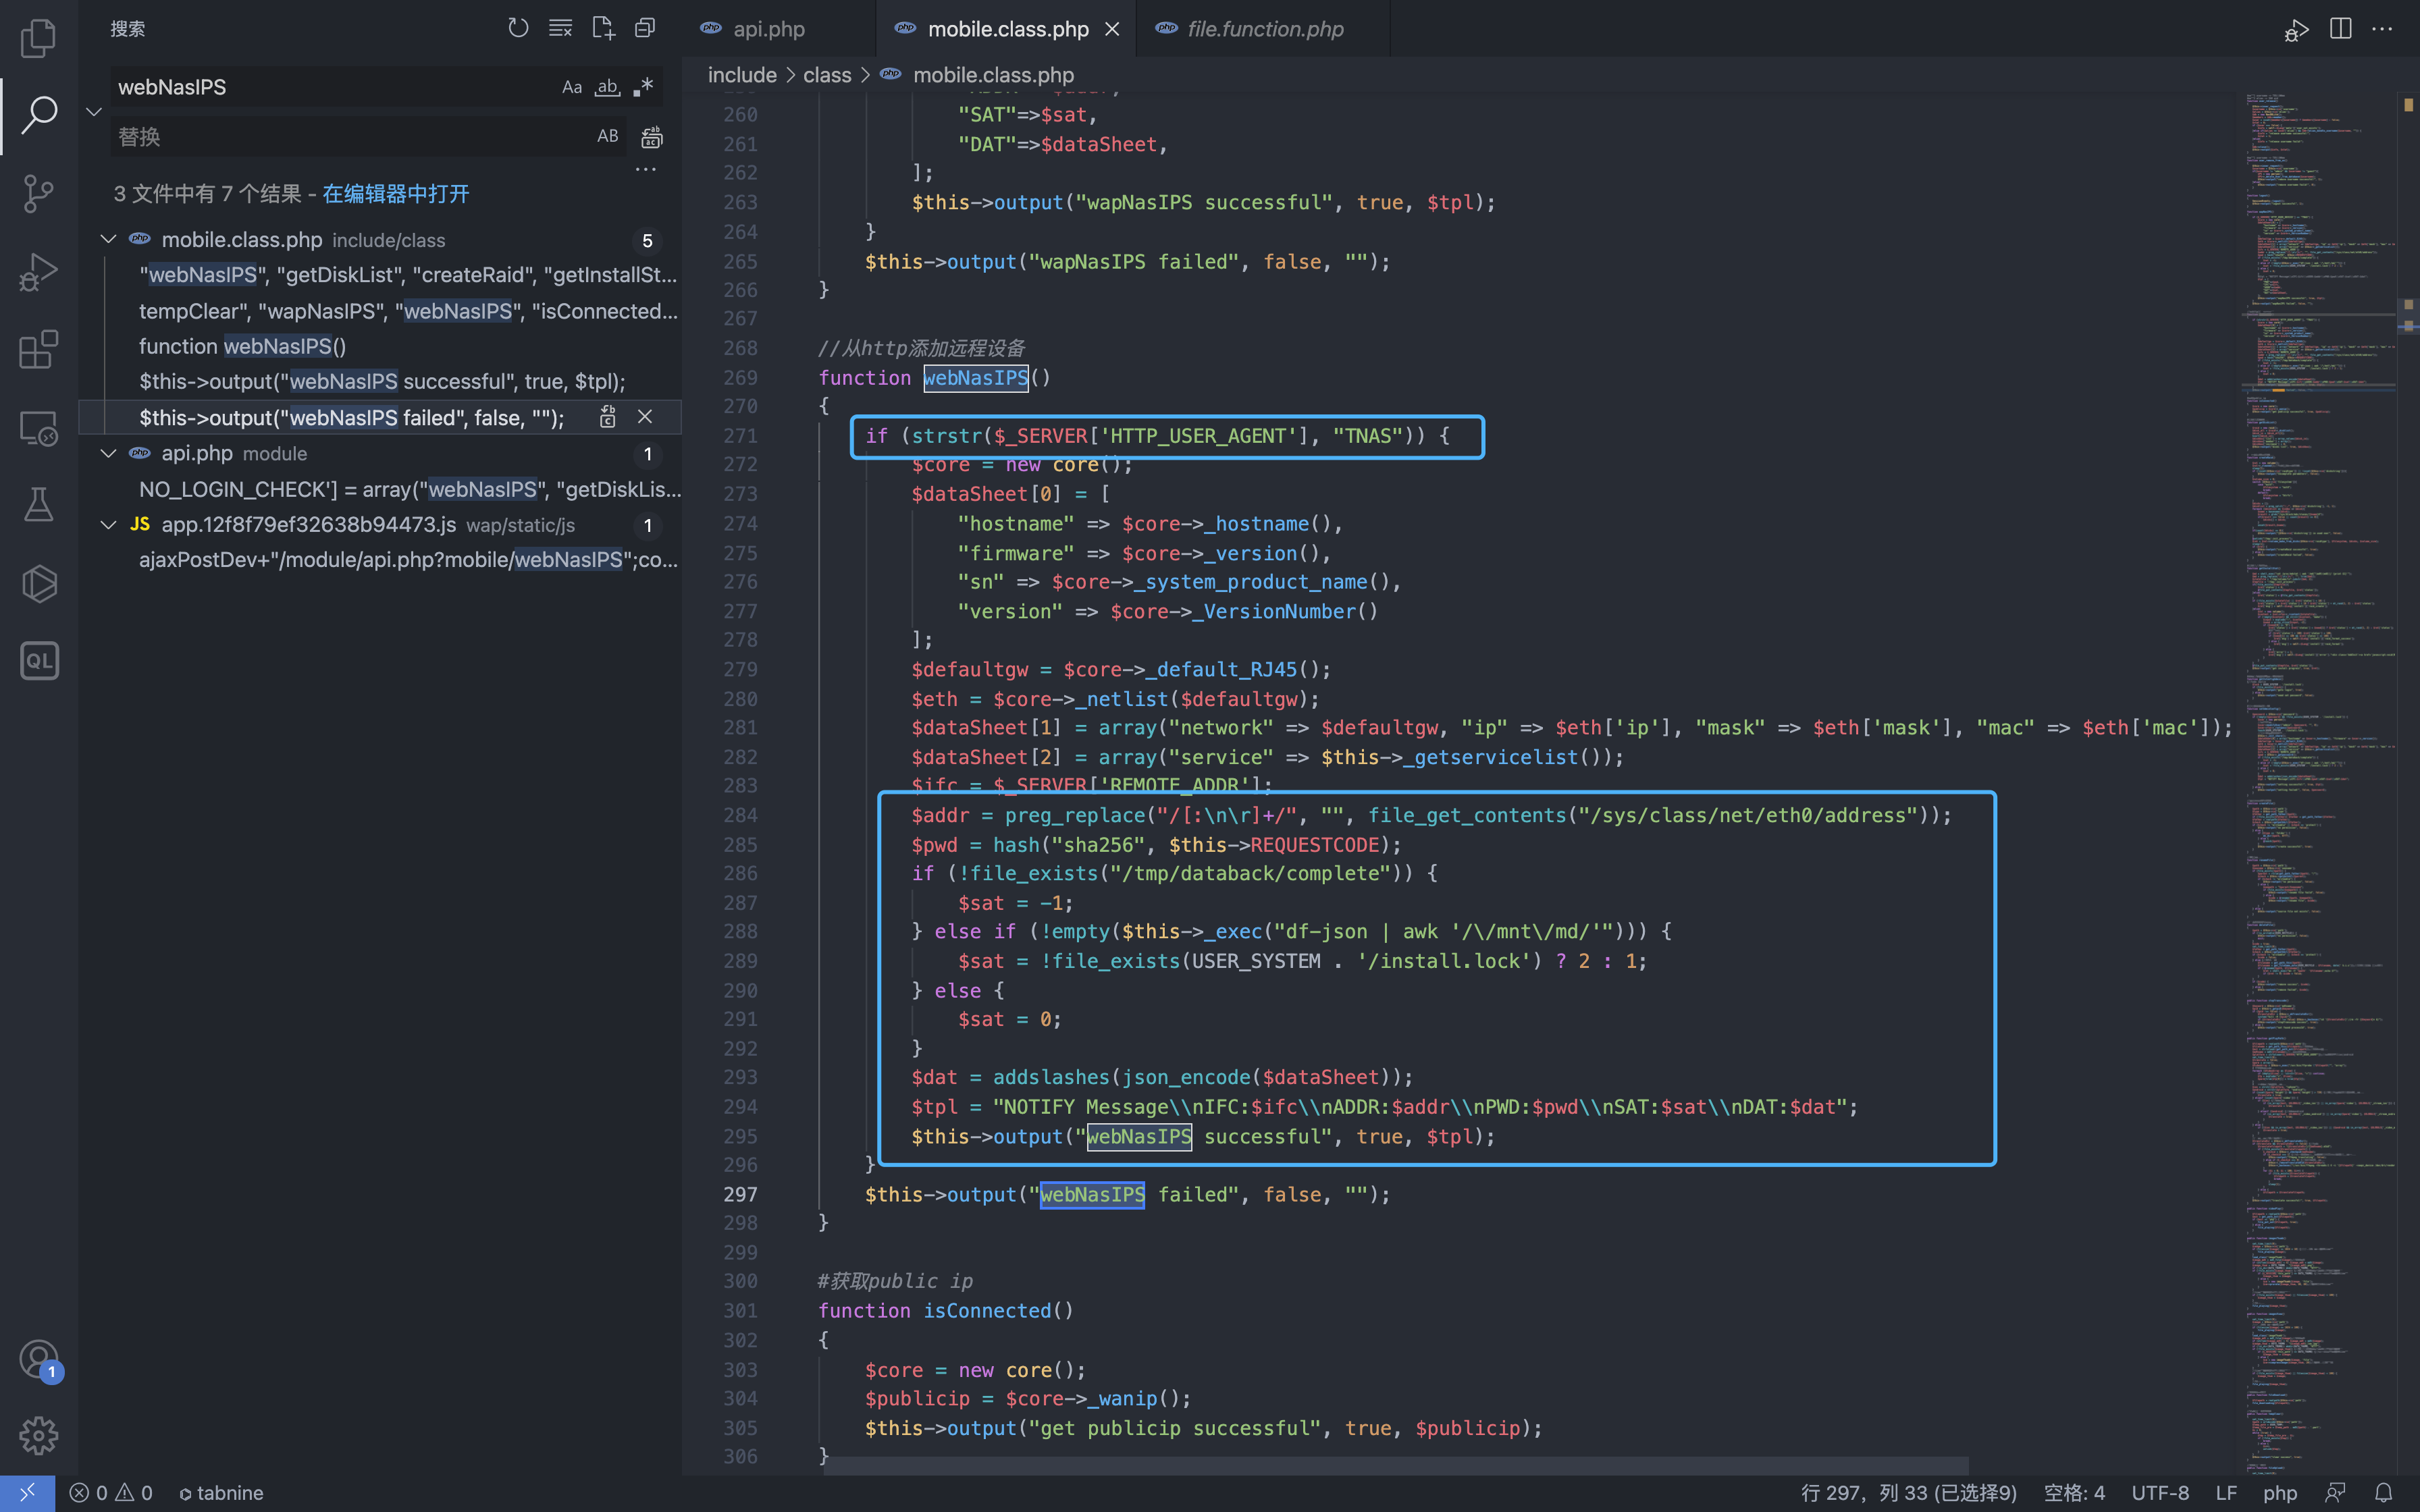 搜索
webNasIPS
Aa
ab
替换
AB
3 文件中有 7 个结果 - 在编辑器中打开
mobile.class.php include/class 5
"webNasIPS", "getDiskList", "createRaid", "getInstallSt...
tempClear", "wapNasIPS", "webNasIPS", "isConnected...
function webNasIPS()
$this->output("webNasIPS successful", true, $tpl);
$this->output("webNasIPS failed", false, "");
api.php module 1
NO_LOGIN_CHECK'] = array("webNasIPS", "getDiskLis...
JS app.12f8f79ef32638b94473.js wap/static/js 1
ajaxPostDev+"/module/api.php?mobile/webNasIPS";co...
QL
1
api.php
mobile.class.php
file.function.php
include > class > mobile.class.php
260 "SAT"=>$sat,
261 "DAT"=>$dataSheet,
262 ];
263 $this->output("wapNasIPS successful", true, $tpl);
264 }
265 $this->output("wapNasIPS failed", false, "");
266 }
267
268 //从http添加远程设备
269 function webNasIPS()
270 {
271 if (strstr($_SERVER['HTTP_USER_AGENT'], "TNAS")) {
272 $core = new core();
273 $dataSheet[0] = [
274 "hostname" => $core->_hostname(),
275 "firmware" => $core->_version(),
276 "sn" => $core->_system_product_name(),
277 "version" => $core->_VersionNumber()
278 ];
279 $defaultgw = $core->_default_RJ45();
280 $eth = $core->_netlist($defaultgw);
281 $dataSheet[1] = array("network" => $defaultgw, "ip" => $eth['ip'], "mask" => $eth['mask'], "mac" => $eth['mac']);
282 $dataSheet[2] = array("service" => $this->_getservicelist());
283 $ifc = $_SERVER['REMOTE_ADDR'];
284 $addr = preg_replace("/[:\n\r]+/", "", file_get_contents("/sys/class/net/eth0/address"));
285 $pwd = hash("sha256", $this->REQUESTCODE);
286 if (!file_exists("/tmp/databack/complete")) {
287 $sat = -1;
288 } else if (!empty($this->_exec("df-json | awk '/\/mnt\/md/'"))) {
289 $sat = !file_exists(USER_SYSTEM . '/install.lock') ? 2 : 1;
290 } else {
291 $sat = 0;
292 }
293 $dat = addslashes(json_encode($dataSheet));
294 $tpl = "NOTIFY Message\\nIFC:$ifc\\nADDR:$addr\\nPWD:$pwd\\nSAT:$sat\\nDAT:$dat";
295 $this->output("webNasIPS successful", true, $tpl);
296 }
297 $this->output("webNasIPS failed", false, "");
298 }
299
300 #获取public ip
301 function isConnected()
302 {
303 $core = new core();
304 $publicip = $core->_wanip();
305 $this->output("get publicip successful", true, $publicip);
306 }
0 0 tabnine
行 297，列 33 (已选择9) 空格: 4 UTF-8 LF php